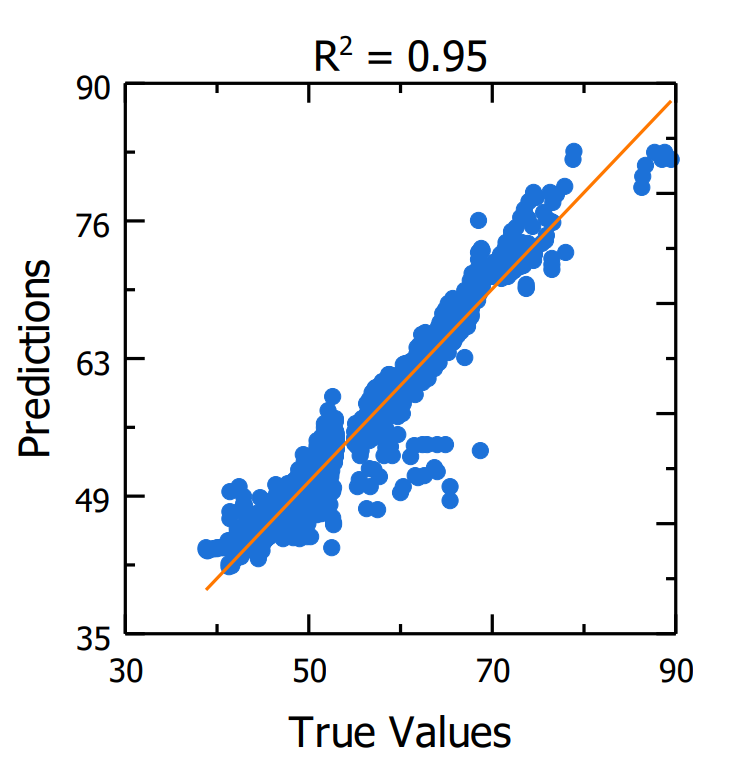 R² = 0.95
90
76
63
49
35
Predictions
30 50 70 90
True Values